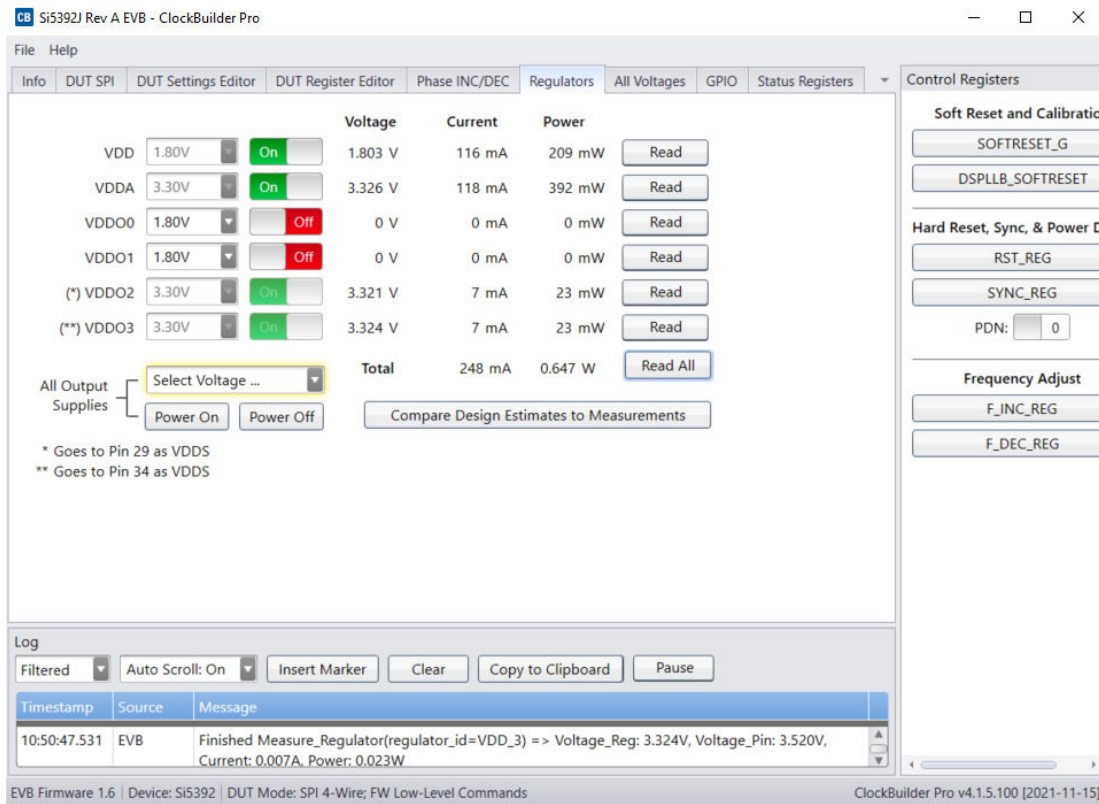 CB Si5392J Rev A EVB - ClockBuilder Pro
File Help
Info DUT SPI DUT Settings Editor DUT Register Editor Phase INC/DEC Regulators All Voltages GPIO Status Registers
Voltage Current Power
VDD 1.80V On 1.803 V 116 mA 209 mW Read
VDDA 3.30V On 3.326 V 118 mA 392 mW Read
VDDO0 1.80V Off 0 V 0 mA 0 mW Read
VDDO1 1.80V Off 0 V 0 mA 0 mW Read
(*) VDDO2 3.30V On 3.321 V 7 mA 23 mW Read
(**) VDDO3 3.30V On 3.324 V 7 mA 23 mW Read
Total 248 mA 0.647 W Read All
All Output Supplies
Select Voltage ...
Power On Power Off
Compare Design Estimates to Measurements
* Goes to Pin 29 as VDDS
** Goes to Pin 34 as VDDS
Control Registers
Soft Reset and Calibratio
SOFTRESET_G
DSPLLB_SOFTRESET
Hard Reset, Sync, & Power D
RST_REG
SYNC_REG
PDN: 0
Frequency Adjust
F_INC_REG
F_DEC_REG
Log
Filtered Auto Scroll: On Insert Marker Clear Copy to Clipboard Pause
Timestamp Source Message
10:50:47.531 EVB Finished Measure_Regulator(regulator_id=VDD_3) => Voltage_Reg: 3.324V, Voltage_Pin: 3.520V,
Current: 0.007A, Power: 0.023W
EVB Firmware 1.6 Device: Si5392 DUT Mode: SPI 4-Wire; FW Low-Level Commands ClockBuilder Pro v4.1.5.100 [2021-11-15]